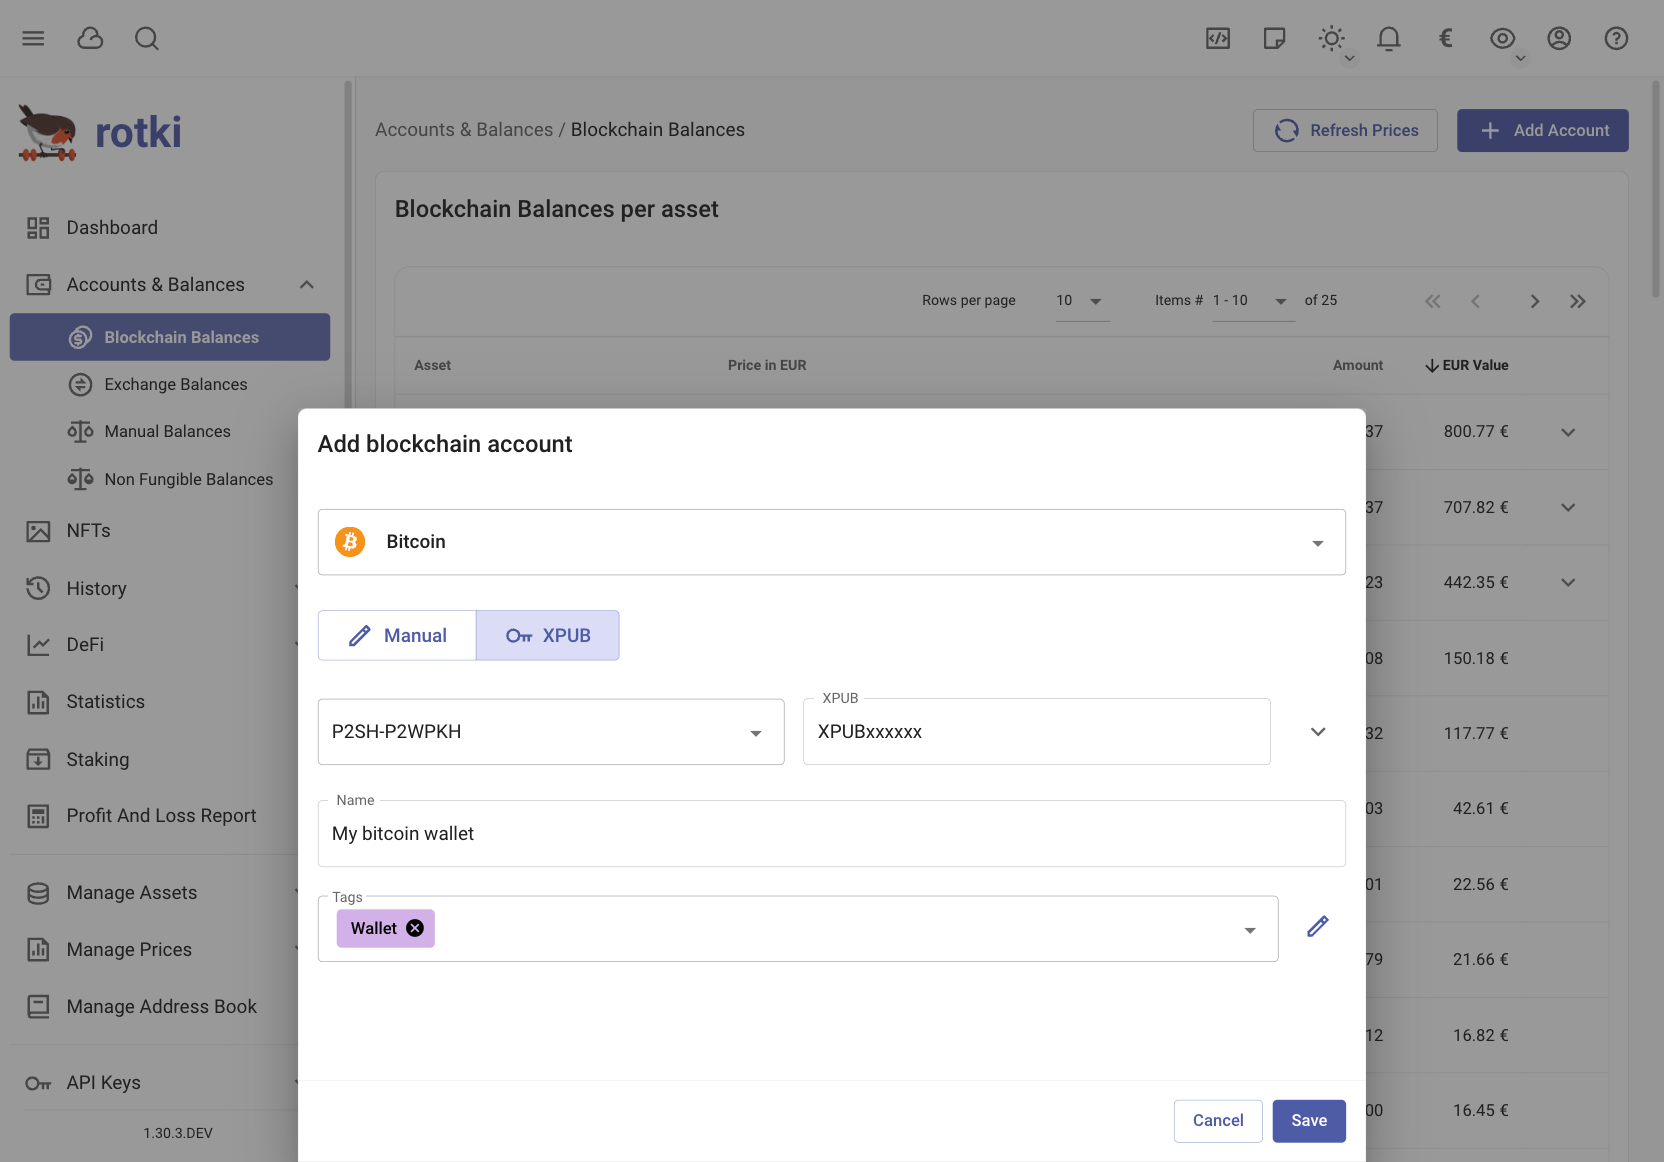 rotki
Dashboard
Accounts & Balances
Blockchain Balances
Exchange Balances
Manual Balances
Non Fungible Balances
NFTs
History
DeFi
Statistics
Staking
Profit And Loss Report
Manage Assets
Manage Prices
Manage Address Book
API Keys
1.30.3.DEV
€
Accounts & Balances / Blockchain Balances
Refresh Prices
Add Account
Blockchain Balances per asset
Rows per page 10 Items # 1 - 10 of 25
Asset Price in EUR Amount EUR Value
37 800.77 €
37 707.82 €
23 442.35 €
08 150.18 €
32 117.77 €
03 42.61 €
01 22.56 €
79 21.66 €
12 16.82 €
00 16.45 €
Add blockchain account
Bitcoin
Manual XPUB
P2SH-P2WPKH
XPUB
XPUBxxxxxx
Name
My bitcoin wallet
Tags
Wallet
Cancel Save